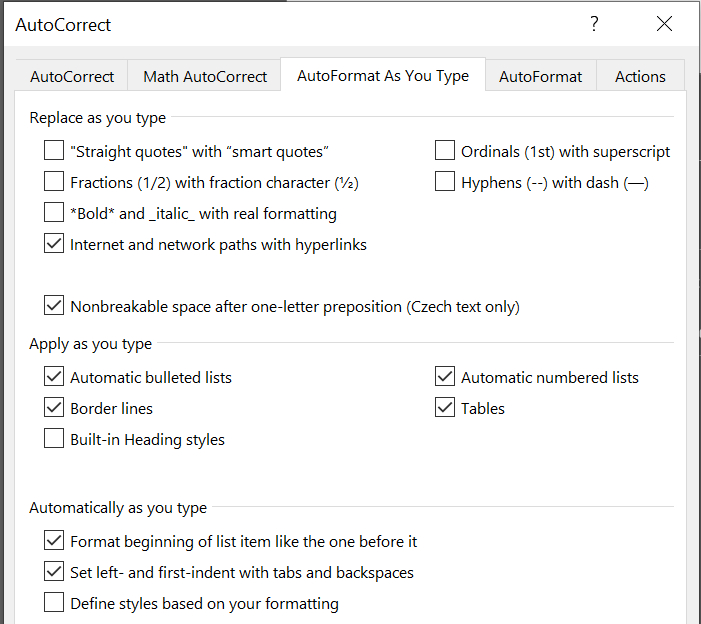 AutoCorrect
AutoCorrect Math AutoCorrect AutoFormat As You Type AutoFormat Actions
Replace as you type
"Straight quotes" with “smart quotes” Ordinals (1st) with superscript
Fractions (1/2) with fraction character (½) Hyphens (--) with dash (—)
*Bold* and _italic_ with real formatting
Internet and network paths with hyperlinks
Nonbreakable space after one-letter preposition (Czech text only)
Apply as you type
Automatic bulleted lists Automatic numbered lists
Border lines Tables
Built-in Heading styles
Automatically as you type
Format beginning of list item like the one before it
Set left- and first-indent with tabs and backspaces
Define styles based on your formatting